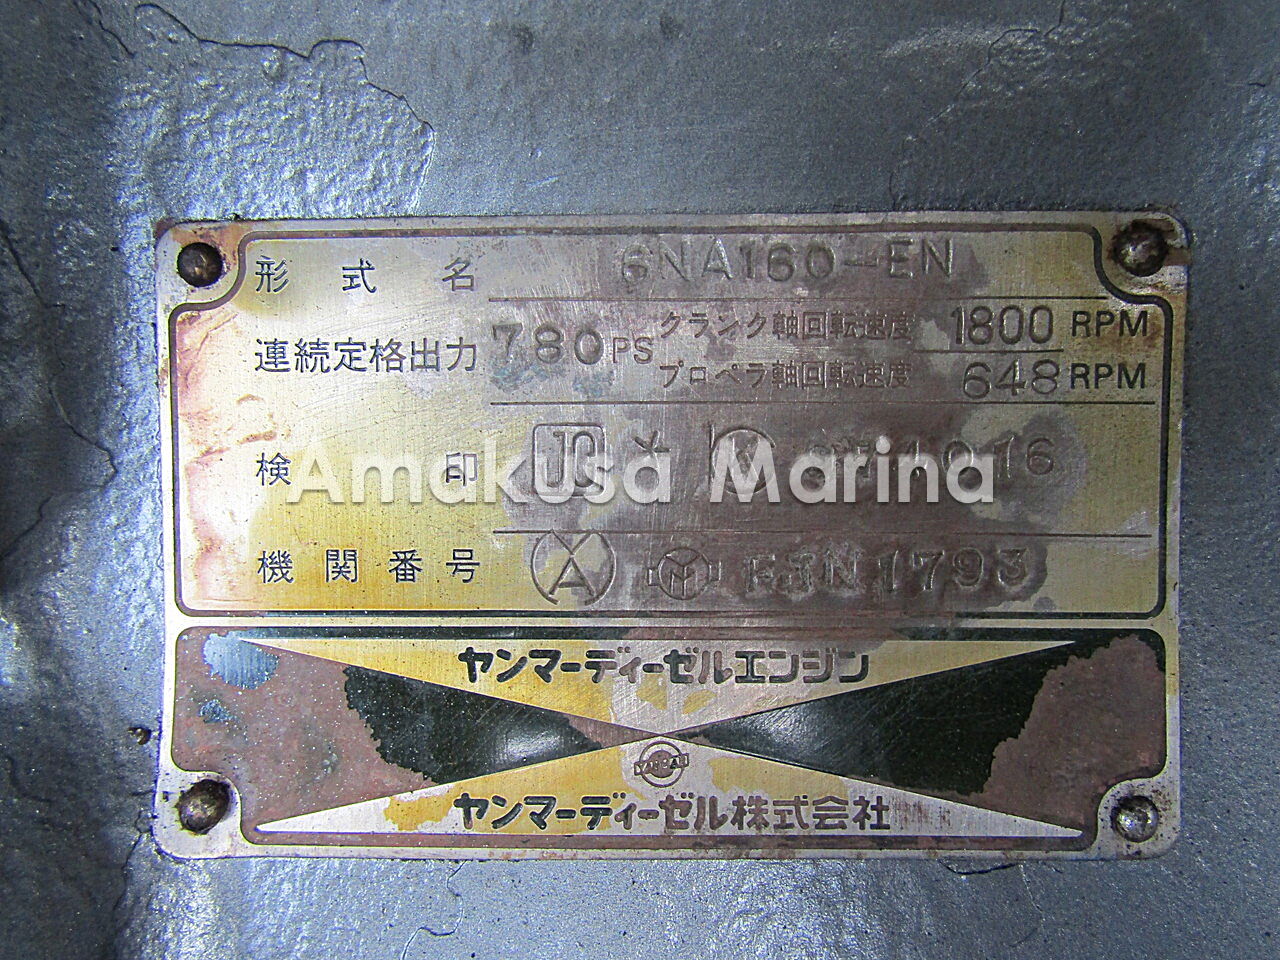 形式名 6NA160-EN
連続定格出力 780PS クランク軸回転速度 1800 RPM
プロペラ軸回転速度 648 RPM
検印 JG
Amakusa Marina
機関番号 A M FJN1793
ヤンマーディーゼルエンジン
YANMAR
ヤンマーディーゼル株式会社